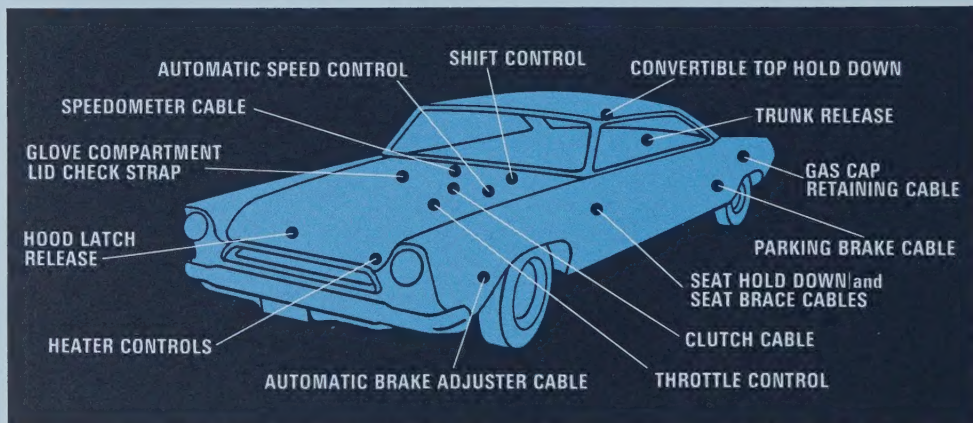 SHIFT CONTROL
AUTOMATIC SPEED CONTROL
CONVERTIBLE TOP HOLD DOWN
SPEEDOMETER CABLE
TRUNK RELEASE
GLOVE COMPARTMENT
LID CHECK STRAP
GAS CAP
RETAINING CABLE
HOOD LATCH
RELEASE
PARKING BRAKE CABLE
SEAT HOLD DOWN and
SEAT BRACE CABLES
HEATER CONTROLS
CLUTCH CABLE
AUTOMATIC BRAKE ADJUSTER CABLE
THROTTLE CONTROL